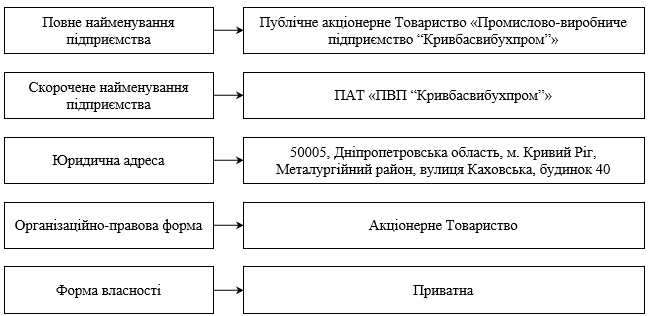 Повне найменування
підприємства
Публічне акціонерне Товариство «Промислово-виробниче
підприємство “Кривбасвибухпром”»
Скорочене найменування
підприємства
ПАТ «ПВП “Кривбасвибухпром”»
Юридична адреса
50005, Дніпропетровська область, м. Кривий Ріг,
Металургійний район, вулиця Каховська, будинок 40
Організаційно-правова форма
Акціонерне Товариство
Форма власності
Приватна